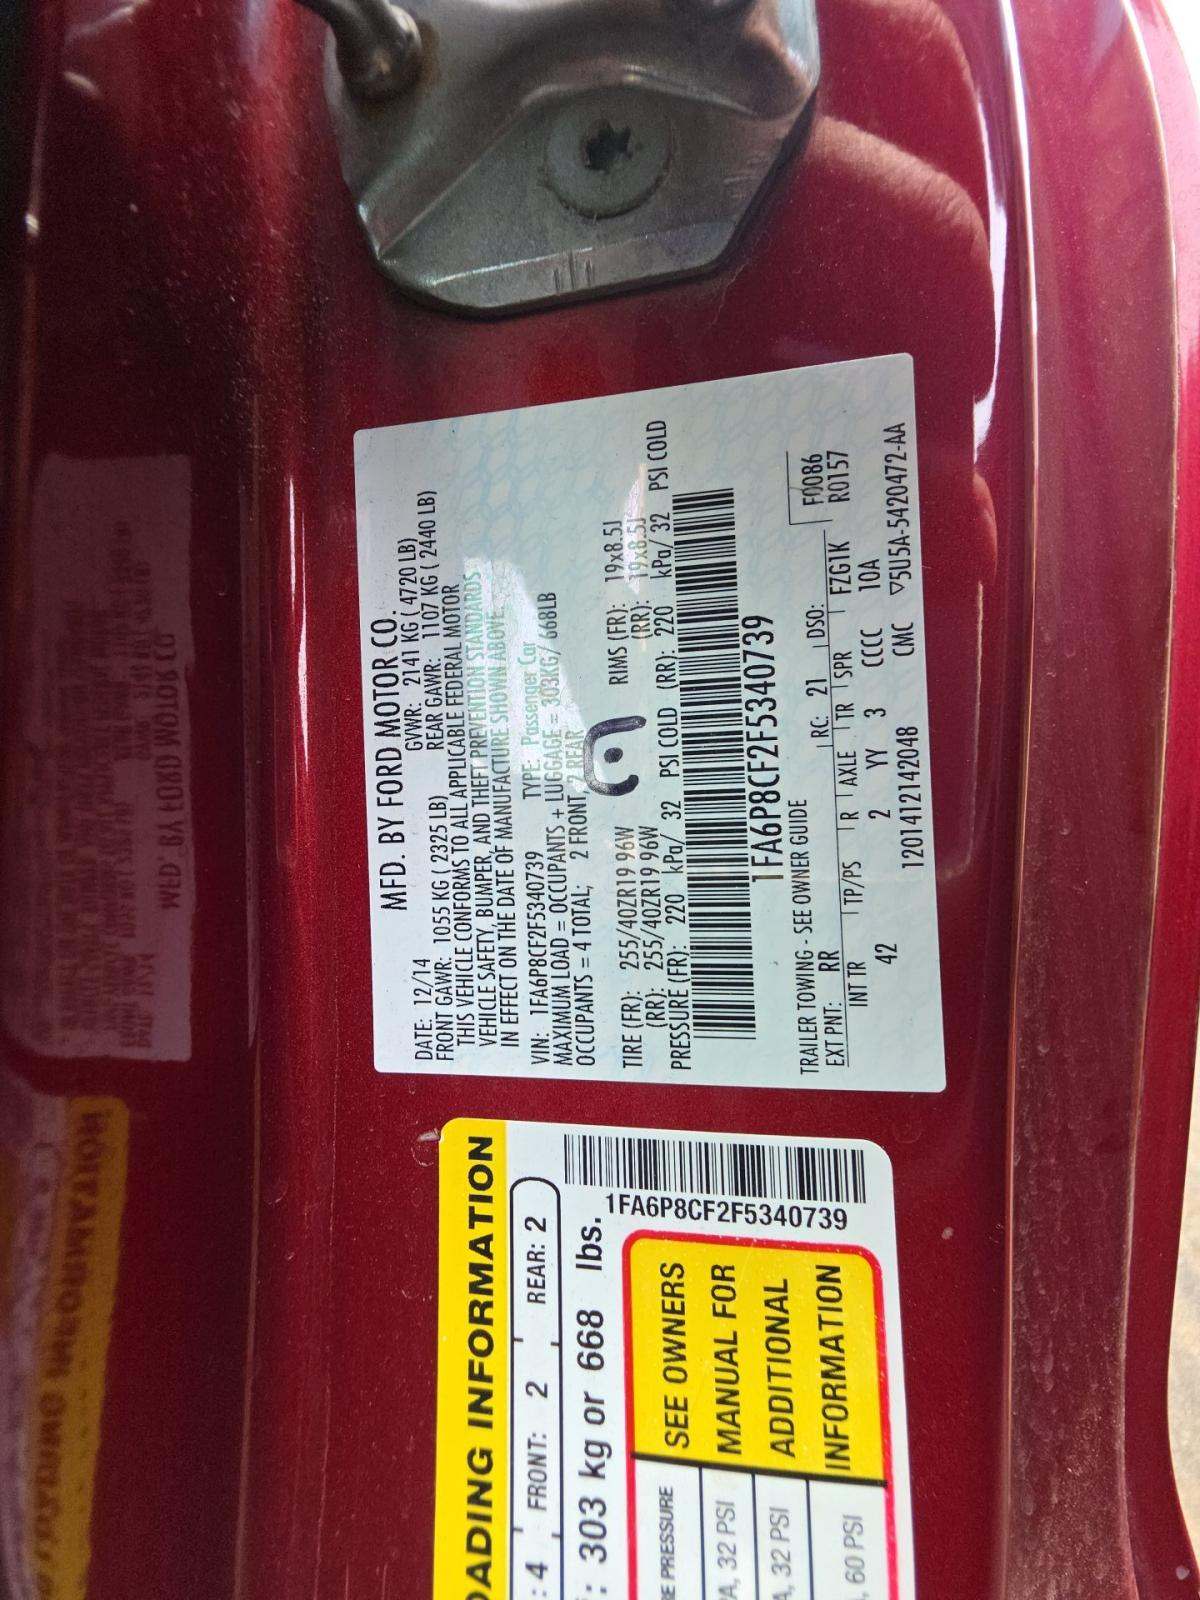 MFD. BY FORD MOTOR CO.
DATE: 12/14 GVWR: 2141 KG ( 4720 LB)
FRONT GAWR: 1055 KG ( 2325 LB) REAR GAWR: 1107 KG ( 2440 LB)
THIS VEHICLE CONFORMS TO ALL APPLICABLE FEDERAL MOTOR
VEHICLE SAFETY, BUMPER, AND THEFT PREVENTION STANDARDS
IN EFFECT ON THE DATE OF MANUFACTURE SHOWN ABOVE.
VIN: 1FA6P8CF2F5340739 TYPE: Passenger Car
MAXIMUM LOAD = OCCUPANTS + LUGGAGE = 303KG/ 668LB
OCCUPANTS = 4 TOTAL; 2 FRONT, 2 REAR
TIRE (FR): 255/40ZR19 96W RIMS (FR): 19x8.5J
(RR): 255/40ZR19 96W (RR): 19x8.5J
PRESSURE (FR): 220 kPa/ 32 PSI COLD (RR): 220 kPa/ 32 PSI COLD
1FA6P8CF2F5340739
TRAILER TOWING - SEE OWNER GUIDE
EXT PNT: RR RC: 21 DSO: F0086
R0157
INT TR TP/PS R AXLE TR SPR FZG1K
42 2 YY 3 CCCC 10A
1201412142048 CMC ▽5U5A-5420472-AA
OADING INFORMATION
: 4 FRONT: 2 REAR: 2
: 303 kg or 668 lbs.
1FA6P8CF2F5340739
RE PRESSURE
A, 32 PSI
A, 32 PSI
, 60 PSI
SEE OWNERS
MANUAL FOR
ADDITIONAL
INFORMATION